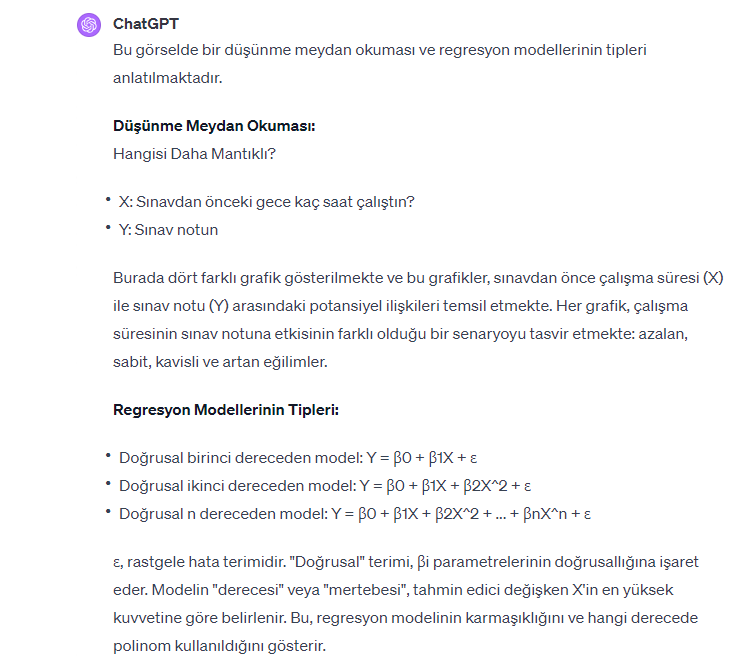 ChatGPT
Bu görselde bir düşünme meydan okuması ve regresyon modellerinin tipleri
anlatılmaktadır.
Düşünme Meydan Okuması:
Hangisi Daha Mantıklı?
• X: Sınavdan önceki gece kaç saat çalıştın?
• Y: Sınav notun
Burada dört farklı grafik gösterilmekte ve bu grafikler, sınavdan önce çalışma süresi (X)
ile sınav notu (Y) arasındaki potansiyel ilişkileri temsil etmekte. Her grafik, çalışma
süresinin sınav notuna etkisinin farklı olduğu bir senaryoyu tasvir etmekte: azalan,
sabit, kavisli ve artan eğilimler.
Regresyon Modellerinin Tipleri:
• Doğrusal birinci dereceden model: Y = β0 + β1X + ε
• Doğrusal ikinci dereceden model: Y = β0 + β1X + β2X^2 + ε
• Doğrusal n dereceden model: Y = β0 + β1X + β2X^2 + ... + βnX^n + ε
ε, rastgele hata terimidir. "Doğrusal" terimi, βi parametrelerinin doğrusallığına işaret
eder. Modelin "derecesi" veya "mertebesi", tahmin edici değişken X'in en yüksek
kuvvetine göre belirlenir. Bu, regresyon modelinin karmaşıklığını ve hangi derecede
polinom kullanıldığını gösterir.